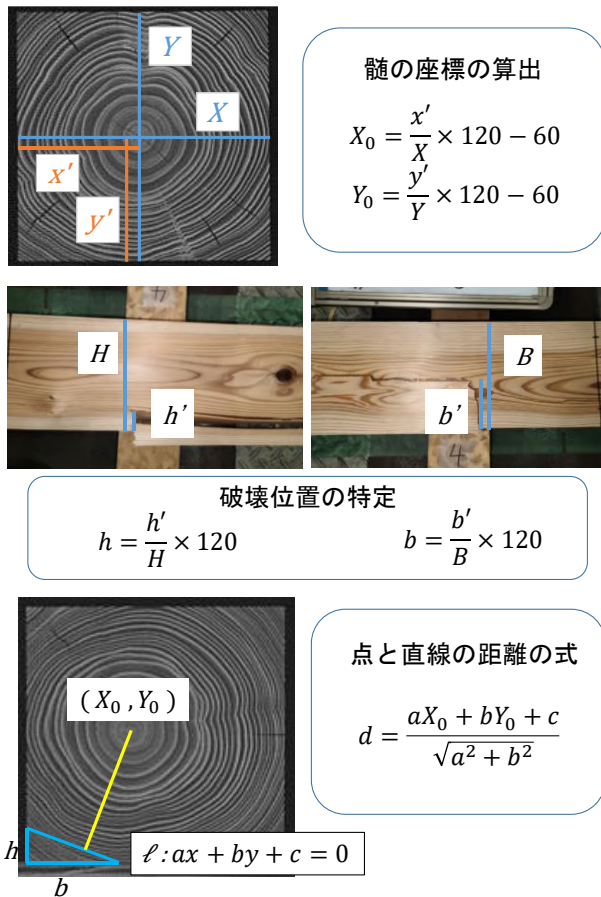 Y
X
x′
y′
髄の座標の算出
X₀ = x′/X × 120 − 60
Y₀ = y′/Y × 120 − 60
H
h’
B
b’
4
破壊位置の特定
h = h′/H × 120
b = b′/B × 120
( X₀ , Y₀ )
h
b
ℓ:ax + by + c = 0
点と直線の距離の式
d = aX₀ + bY₀ + c / √a² + b²